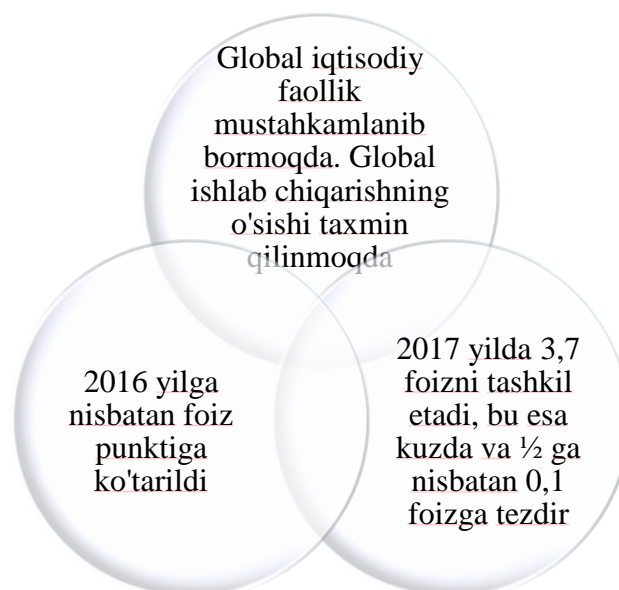 Global iqtisodiy
faollik
mustahkamlanib
bormoqda. Global
ishlab chiqarishning
o'sishi taxmin
qilinmoqda
2016 yilga
nisbatan foiz
punktiga
ko'tarildi
2017 yilda 3,7
foizni tashkil
etadi, bu esa
kuzda va ½ ga
nisbatan 0,1
foizga tezdir